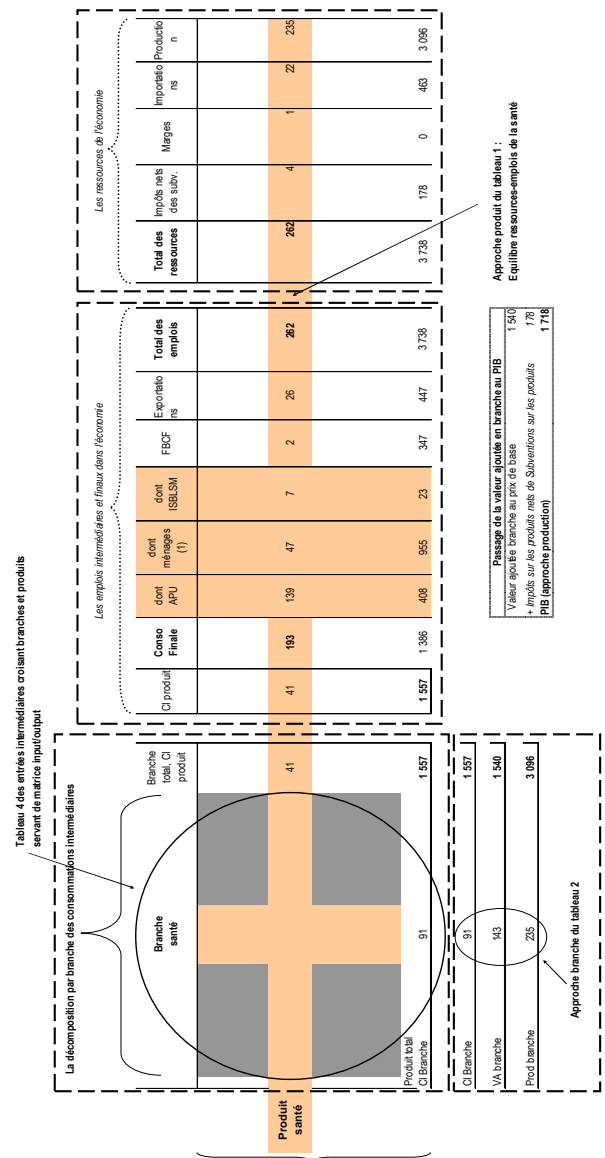 Tableau 4 des entrées intermédiaires croisant branches et produits
servant de matrice input/output
La décomposition par branche des consommations intermédiaires
Les emplois intermédiaires et finaux dans l'économie
Les ressources de l'économie
Branche santé
Branche total, CI produit
CI produit
Conso Finale
dont APU
dont ménages (1)
dont ISBLSM
FBCF
Exportatio ns
Total des emplois
Total des ressources
Impôts nets des subv.
Marges
Importatio ns
Productio n
Produit santé
41 41 193 139 47 7 2 26 262 262 4 1 22 235
Produit total
CI Branche 91 1 557 1 557 1 386 408 955 23 347 447 3 738 3 738 178 0 463 3 096
CI Branche 91 1 557
VA branche 143 1 540
Prod branche 235 3 096
Approche branche du tableau 2
Passage de la valeur ajoutée en branche au PIB
Valeur ajoutée branche au prix de base 1 540
+ Impôts sur les produits nets de Subventions sur les produits 178
PIB (approche production) 1 718
Approche produit du tableau 1 :
Equilibre ressources-emplois de la santé